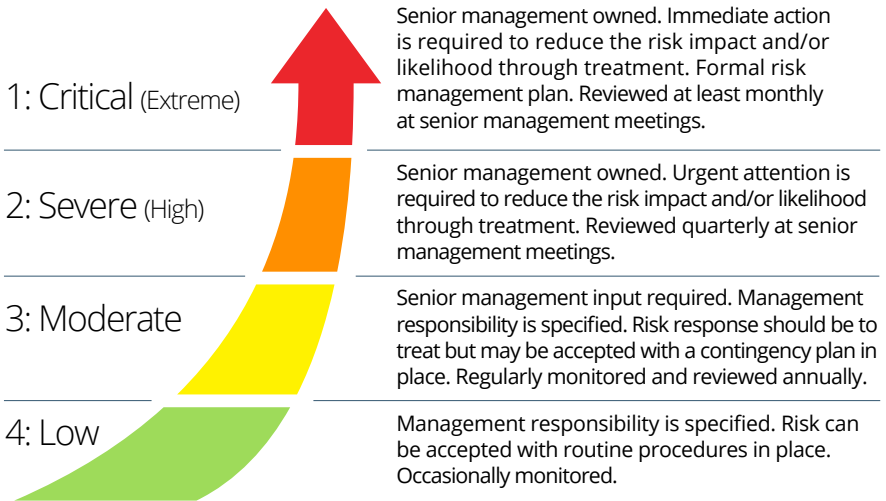 1: Critical (Extreme)
Senior management owned. Immediate action
is required to reduce the risk impact and/or
likelihood through treatment. Formal risk
management plan. Reviewed at least monthly
at senior management meetings.
2: Severe (High)
Senior management owned. Urgent attention is
required to reduce the risk impact and/or likelihood
through treatment. Reviewed quarterly at senior
management meetings.
3: Moderate
Senior management input required. Management
responsibility is specified. Risk response should be to
treat but may be accepted with a contingency plan in
place. Regularly monitored and reviewed annually.
4: Low
Management responsibility is specified. Risk can
be accepted with routine procedures in place.
Occasionally monitored.